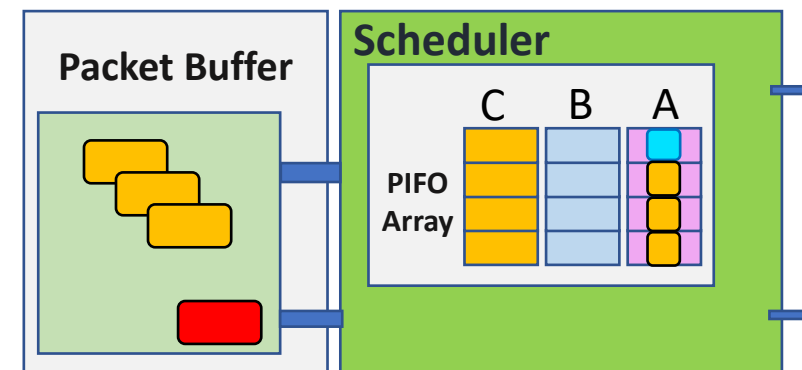 Packet Buffer
Scheduler
C B A
PIFO
Array